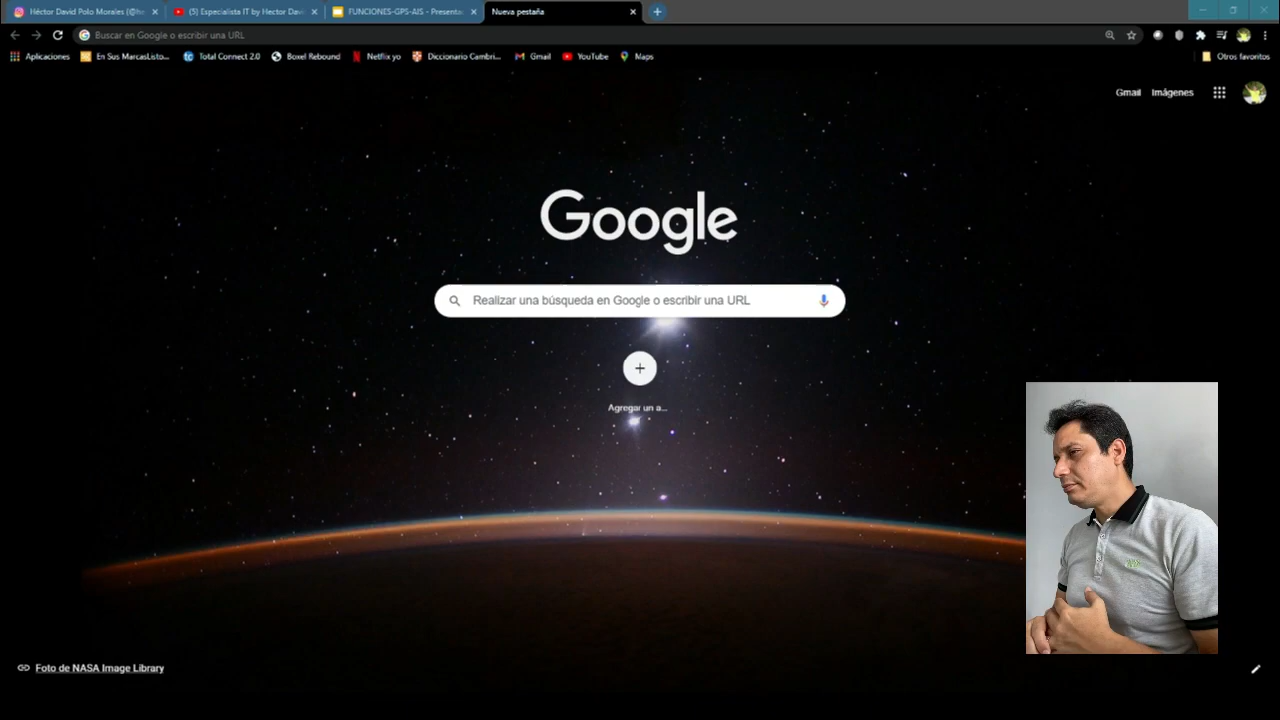 Héctor David Polo Morales (@he
(5) Especialista IT by Hector Davi
FUNCIONES-GPS-AIS - Presenta
Nueva pestaña
Buscar en Google o escribir una URL
Aplicaciones
En Sus MarcasListo...
Total Connect 2.0
Boxel Rebound
Netflix yo
Diccionario Cambri...
Gmail
YouTube
Maps
Otros favoritos
Gmail
Imágenes
Google
Realizar una búsqueda en Google o escribir una URL
Agregar un a...
Foto de NASA Image Library